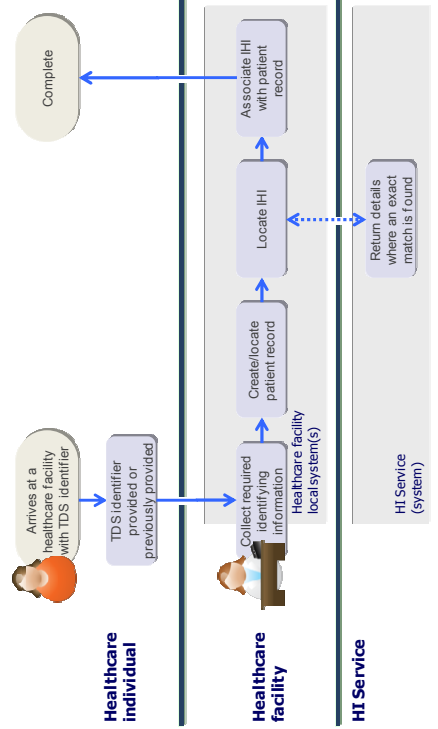 Healthcare
individual
Arrives at a
healthcare facility
with TDS identifier
TDS identifier
provided or
previously provided
Complete
Healthcare
facility
Collect required
identifying
information
Create/locate
patient record
Locate IHI
Associate IHI
with patient
record
Healthcare facility
local system(s)
HI Service
HI Service
(system)
Return details
where an exact
match is found